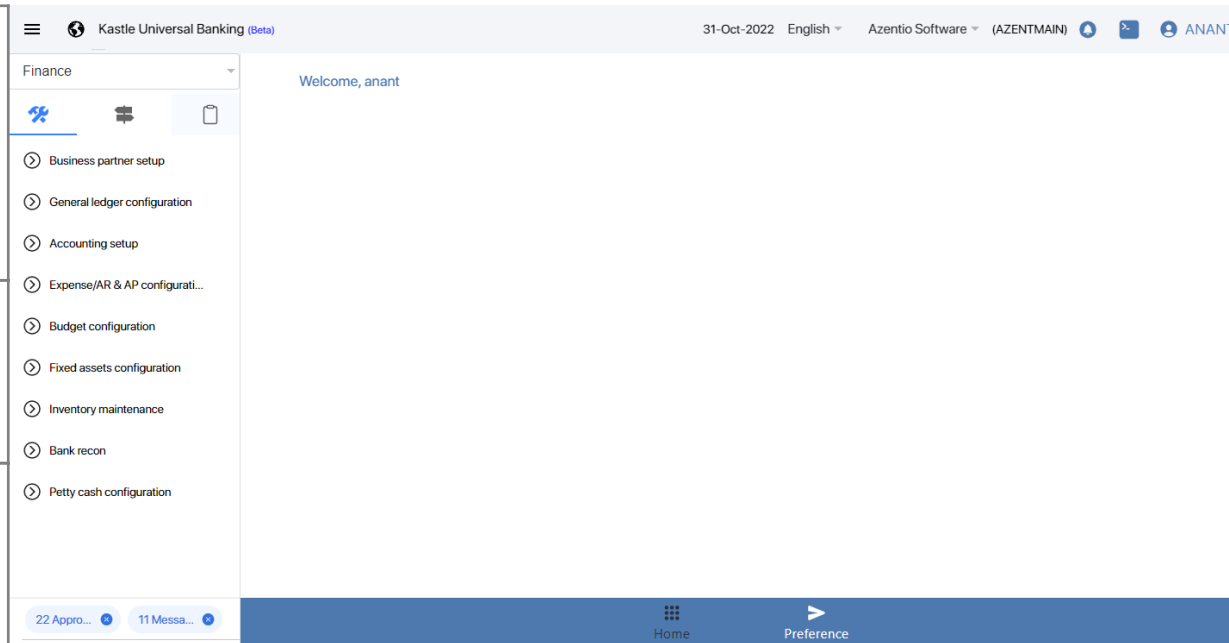 Kastle Universal Banking (Beta)
31-Oct-2022 English Azentio Software (AZENTMAIN) ANANT
Finance
Welcome, anant
Business partner setup
General ledger configuration
Accounting setup
Expense/AR & AP configurati...
Budget configuration
Fixed assets configuration
Inventory maintenance
Bank recon
Petty cash configuration
22 Appro... 11 Messa...
Home Preference